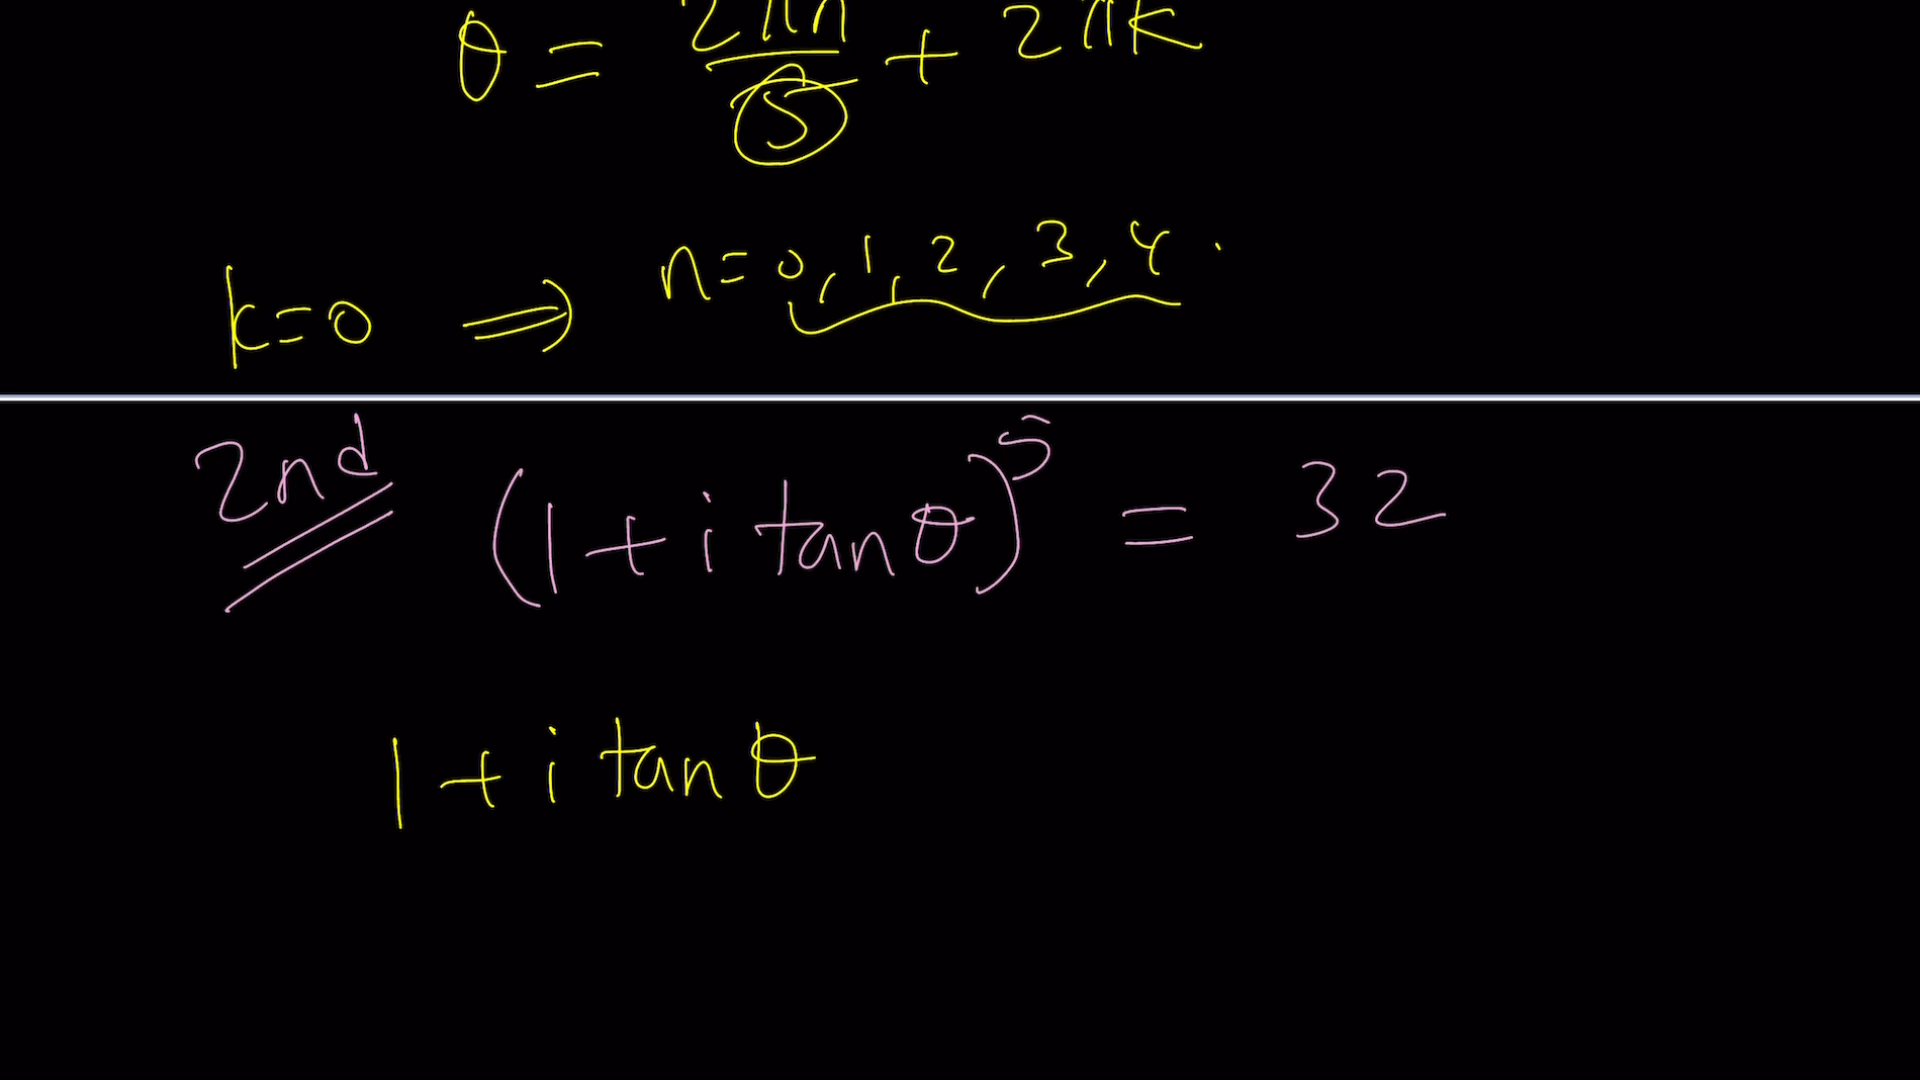 θ = 2πn/5 + 2πk
k=0 ⟹ n=0,1,2,3,4.
2nd (1+i tanθ)^5 = 32
1+i tanθ